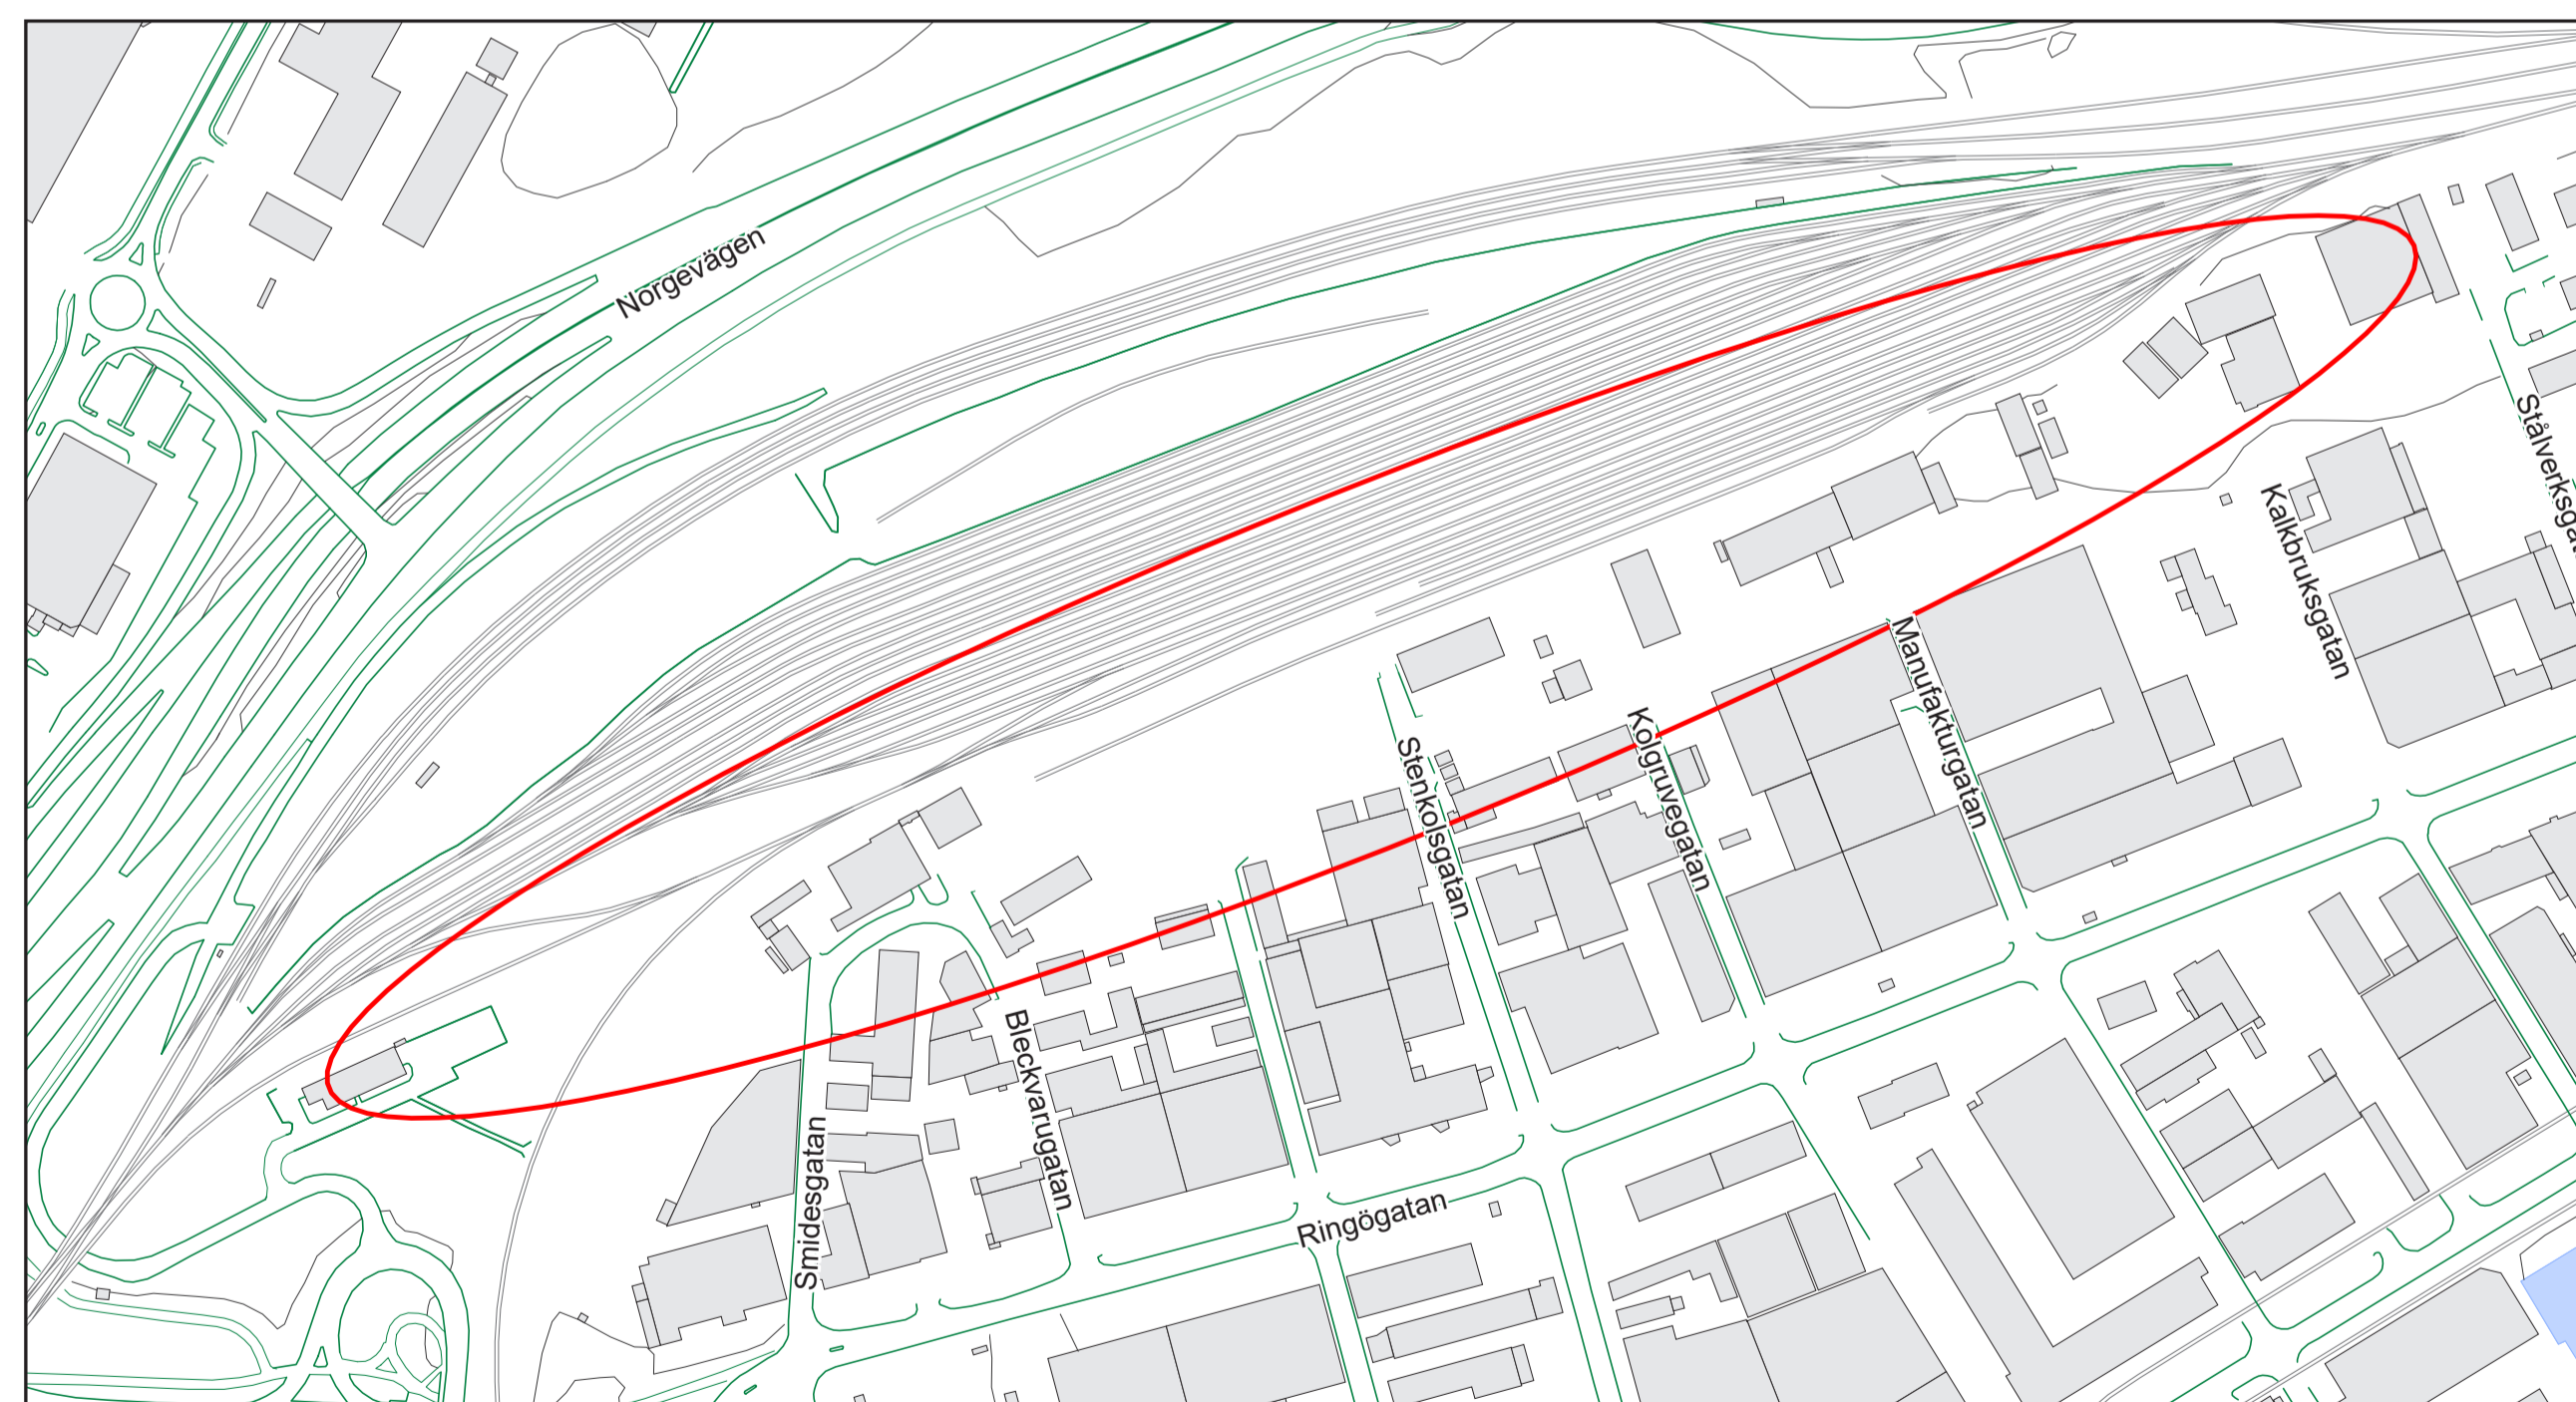 Norgevägen
Stålverksga
Kalkbruksgatan
Manufakturgatan
Kolgruvegatan
Stenkolsgatan
Bleckvarugatan
Smidesgatan
Ringögatan